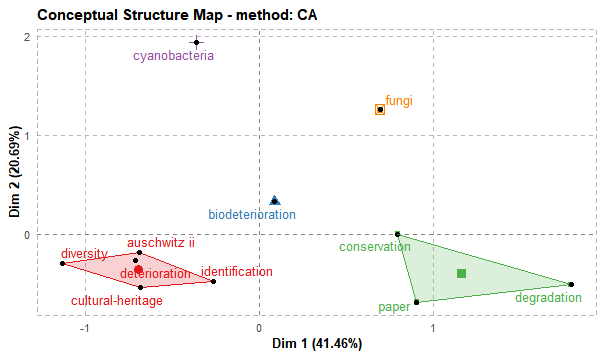 Conceptual Structure Map - method: CA
2
cyanobacteria
fungi
1
Dim 2 (20.69%)
biodeterioration
0
auschwitz ii
conservation
diversity
deterioration
identification
cultural-heritage
degradation
paper
-1
0
1
Dim 1 (41.46%)